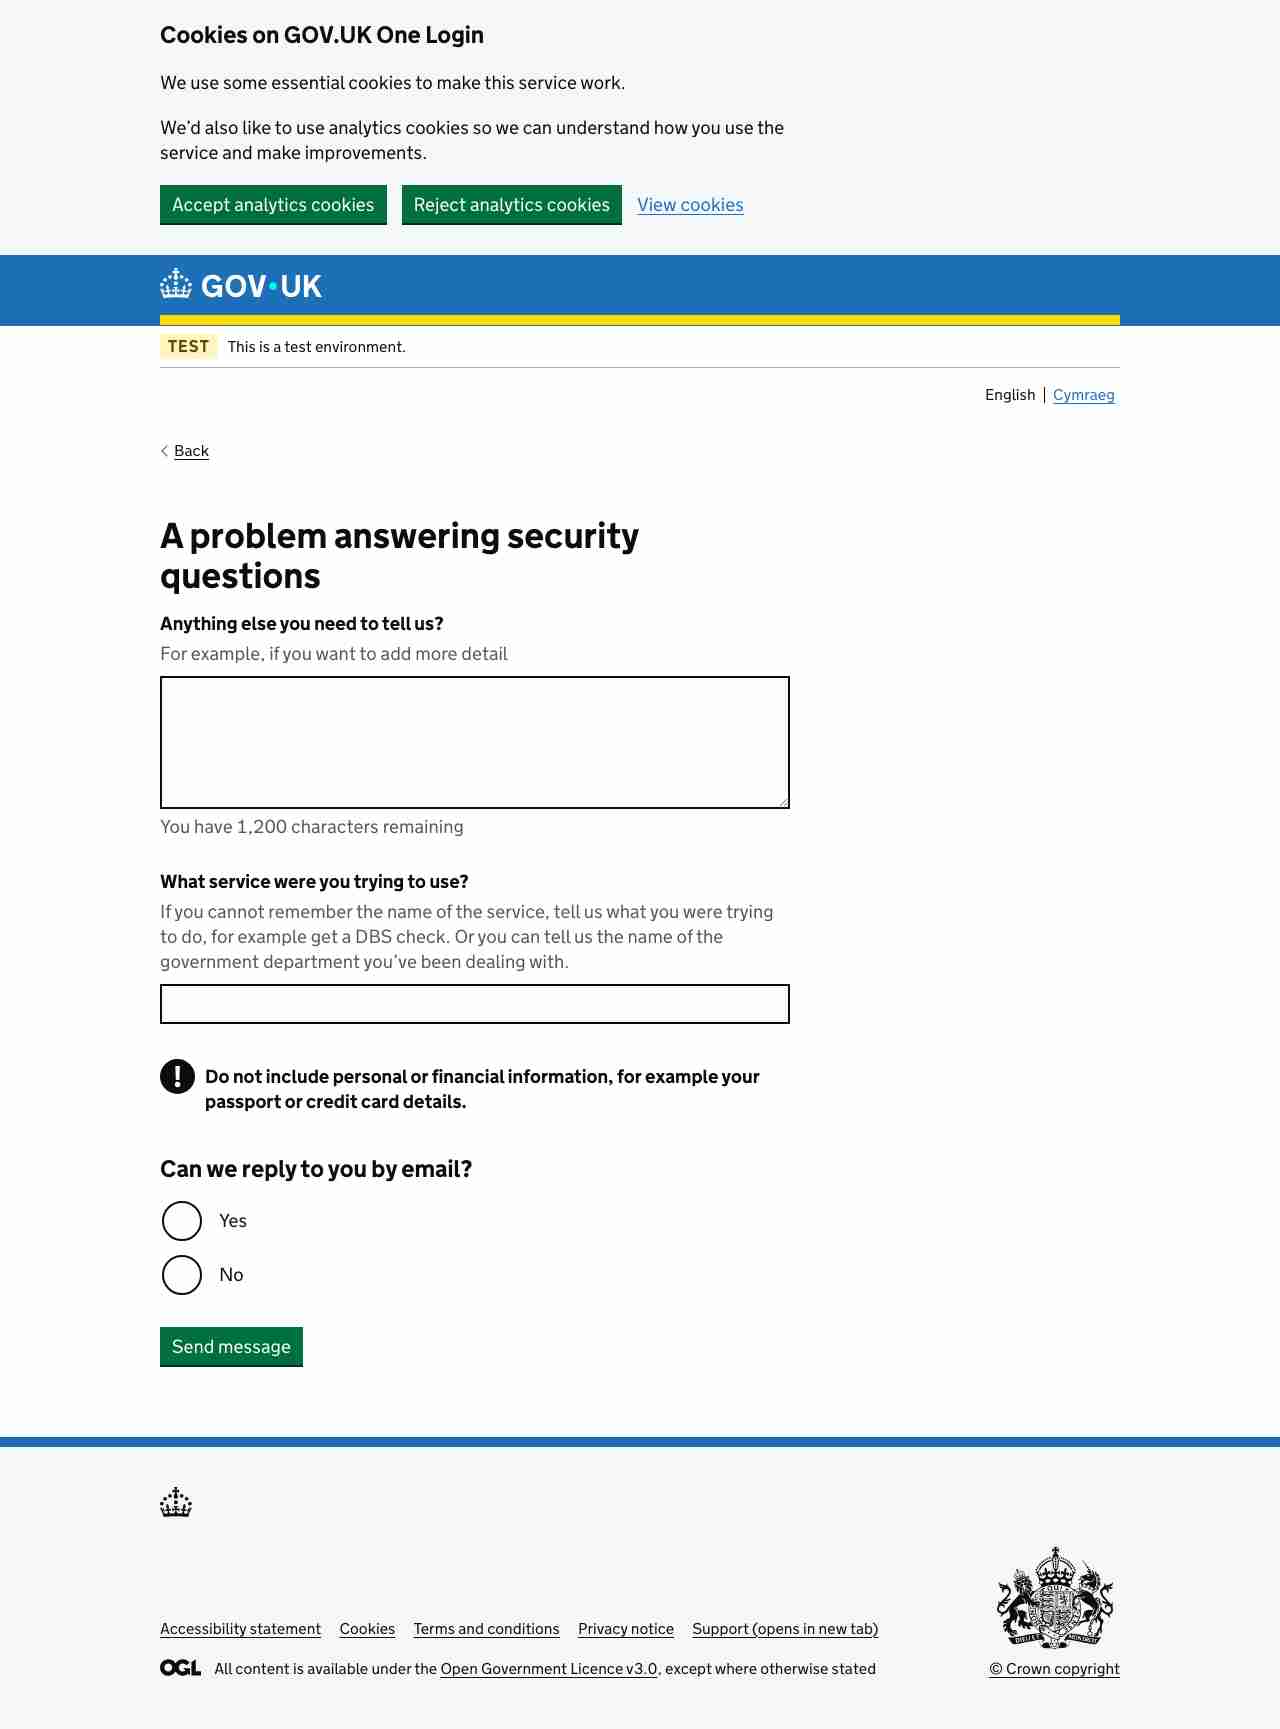 Cookies on GOV.UK One Login
We use some essential cookies to make this service work.
We’d also like to use analytics cookies so we can understand how you use the
service and make improvements.
Accept analytics cookies Reject analytics cookies View cookies
GOV•UK
TEST This is a test environment.
English Cymraeg
Back
A problem answering security
questions
Anything else you need to tell us?
For example, if you want to add more detail
You have 1,200 characters remaining
What service were you trying to use?
If you cannot remember the name of the service, tell us what you were trying
to do, for example get a DBS check. Or you can tell us the name of the
government department you’ve been dealing with.
! Do not include personal or financial information, for example your
passport or credit card details.
Can we reply to you by email?
Yes
No
Send message
Accessibility statement Cookies Terms and conditions Privacy notice Support (opens in new tab)
OGL All content is available under the Open Government Licence v3.0, except where otherwise stated
© Crown copyright